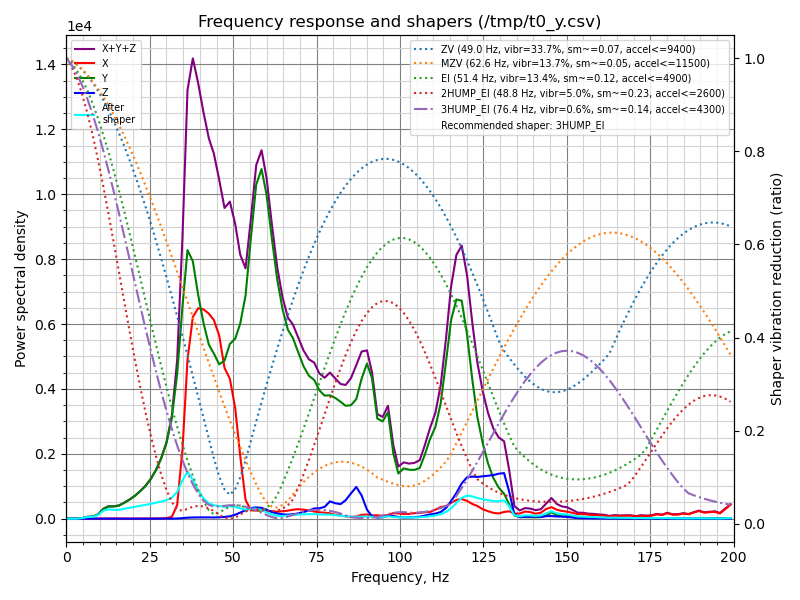 Frequency response and shapers (/tmp/t0_y.csv)
1e4
X+Y+Z
X
Y
Z
After
shaper
ZV (49.0 Hz, vibr=33.7%, sm~=0.07, accel<=9400)
MZV (62.6 Hz, vibr=13.7%, sm~=0.05, accel<=11500)
EI (51.4 Hz, vibr=13.4%, sm~=0.12, accel<=4900)
2HUMP_EI (48.8 Hz, vibr=5.0%, sm~=0.23, accel<=2600)
3HUMP_EI (76.4 Hz, vibr=0.6%, sm~=0.14, accel<=4300)
Recommended shaper: 3HUMP_EI
Power spectral density
1.4
1.2
1.0
0.8
0.6
0.4
0.2
0.0
1.0
0.8
0.6
0.4
0.2
0.0
Shaper vibration reduction (ratio)
0 25 50 75 100 125 150 175 200
Frequency, Hz